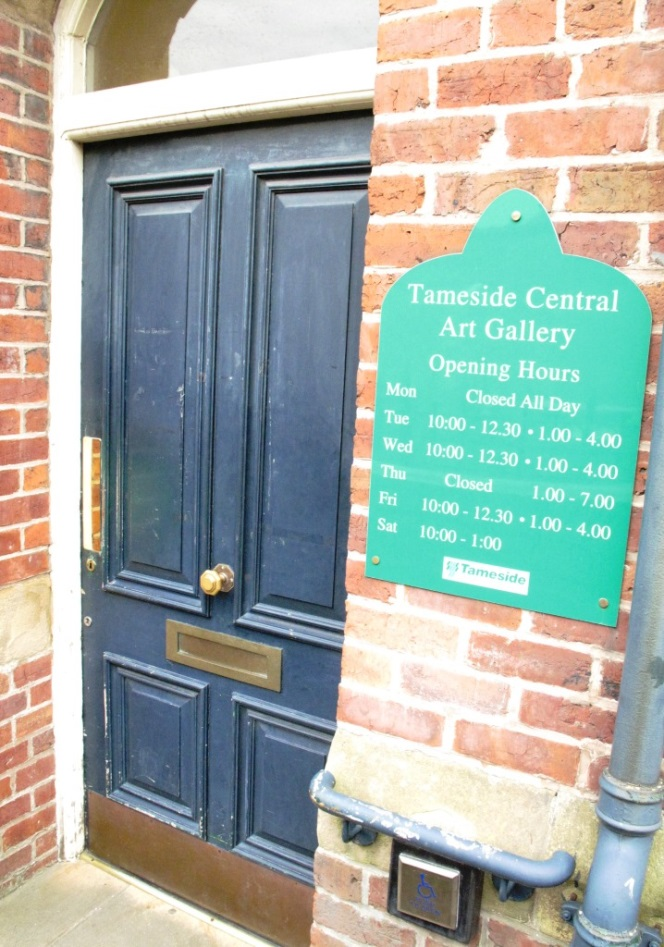 Tameside Central
Art Gallery
Opening Hours
Mon Closed All Day
Tue 10:00 - 12.30 • 1.00 - 4.00
Wed 10:00 - 12.30 • 1.00 - 4.00
Thu Closed 1.00 - 7.00
Fri 10:00 - 12.30 • 1.00 - 4.00
Sat 10:00 - 1:00
Tameside